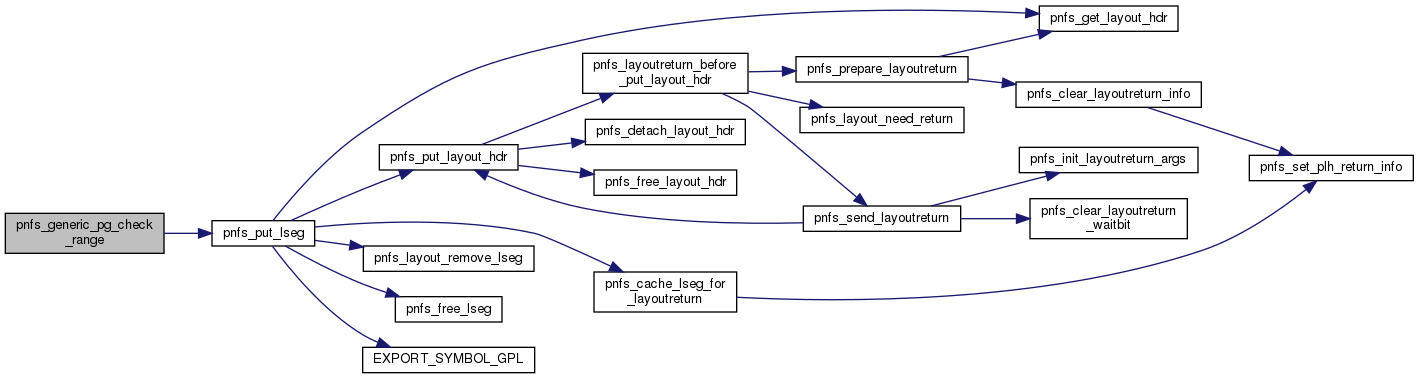 pnfs_generic_pg_check
_range
pnfs_put_lseg
pnfs_get_layout_hdr
pnfs_put_layout_hdr
pnfs_layoutreturn_before
_put_layout_hdr
pnfs_prepare_layoutreturn
pnfs_clear_layoutreturn_info
pnfs_layout_need_return
pnfs_detach_layout_hdr
pnfs_free_layout_hdr
pnfs_init_layoutreturn_args
pnfs_set_plh_return_info
pnfs_send_layoutreturn
pnfs_clear_layoutreturn
_waitbit
pnfs_layout_remove_lseg
pnfs_cache_lseg_for
_layoutreturn
pnfs_free_lseg
EXPORT_SYMBOL_GPL